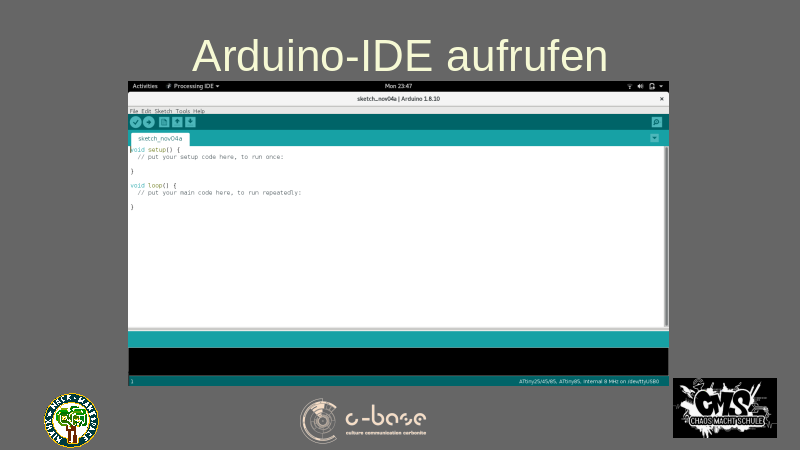 Arduino-IDE aufrufen
Activities Processing IDE Mon 23:47
sketch_nov04a | Arduino 1.8.10
File Edit Sketch Tools Help
sketch_nov04a
void setup() {
// put your setup code here, to run once:
}
void loop() {
// put your main code here, to run repeatedly:
}
1 ATtiny25/45/85, ATtiny85, Internal 8 MHz on /dev/ttyUSB0
c-base
culture communication carbonite
CMS
CHAOS MACHT SCHULE